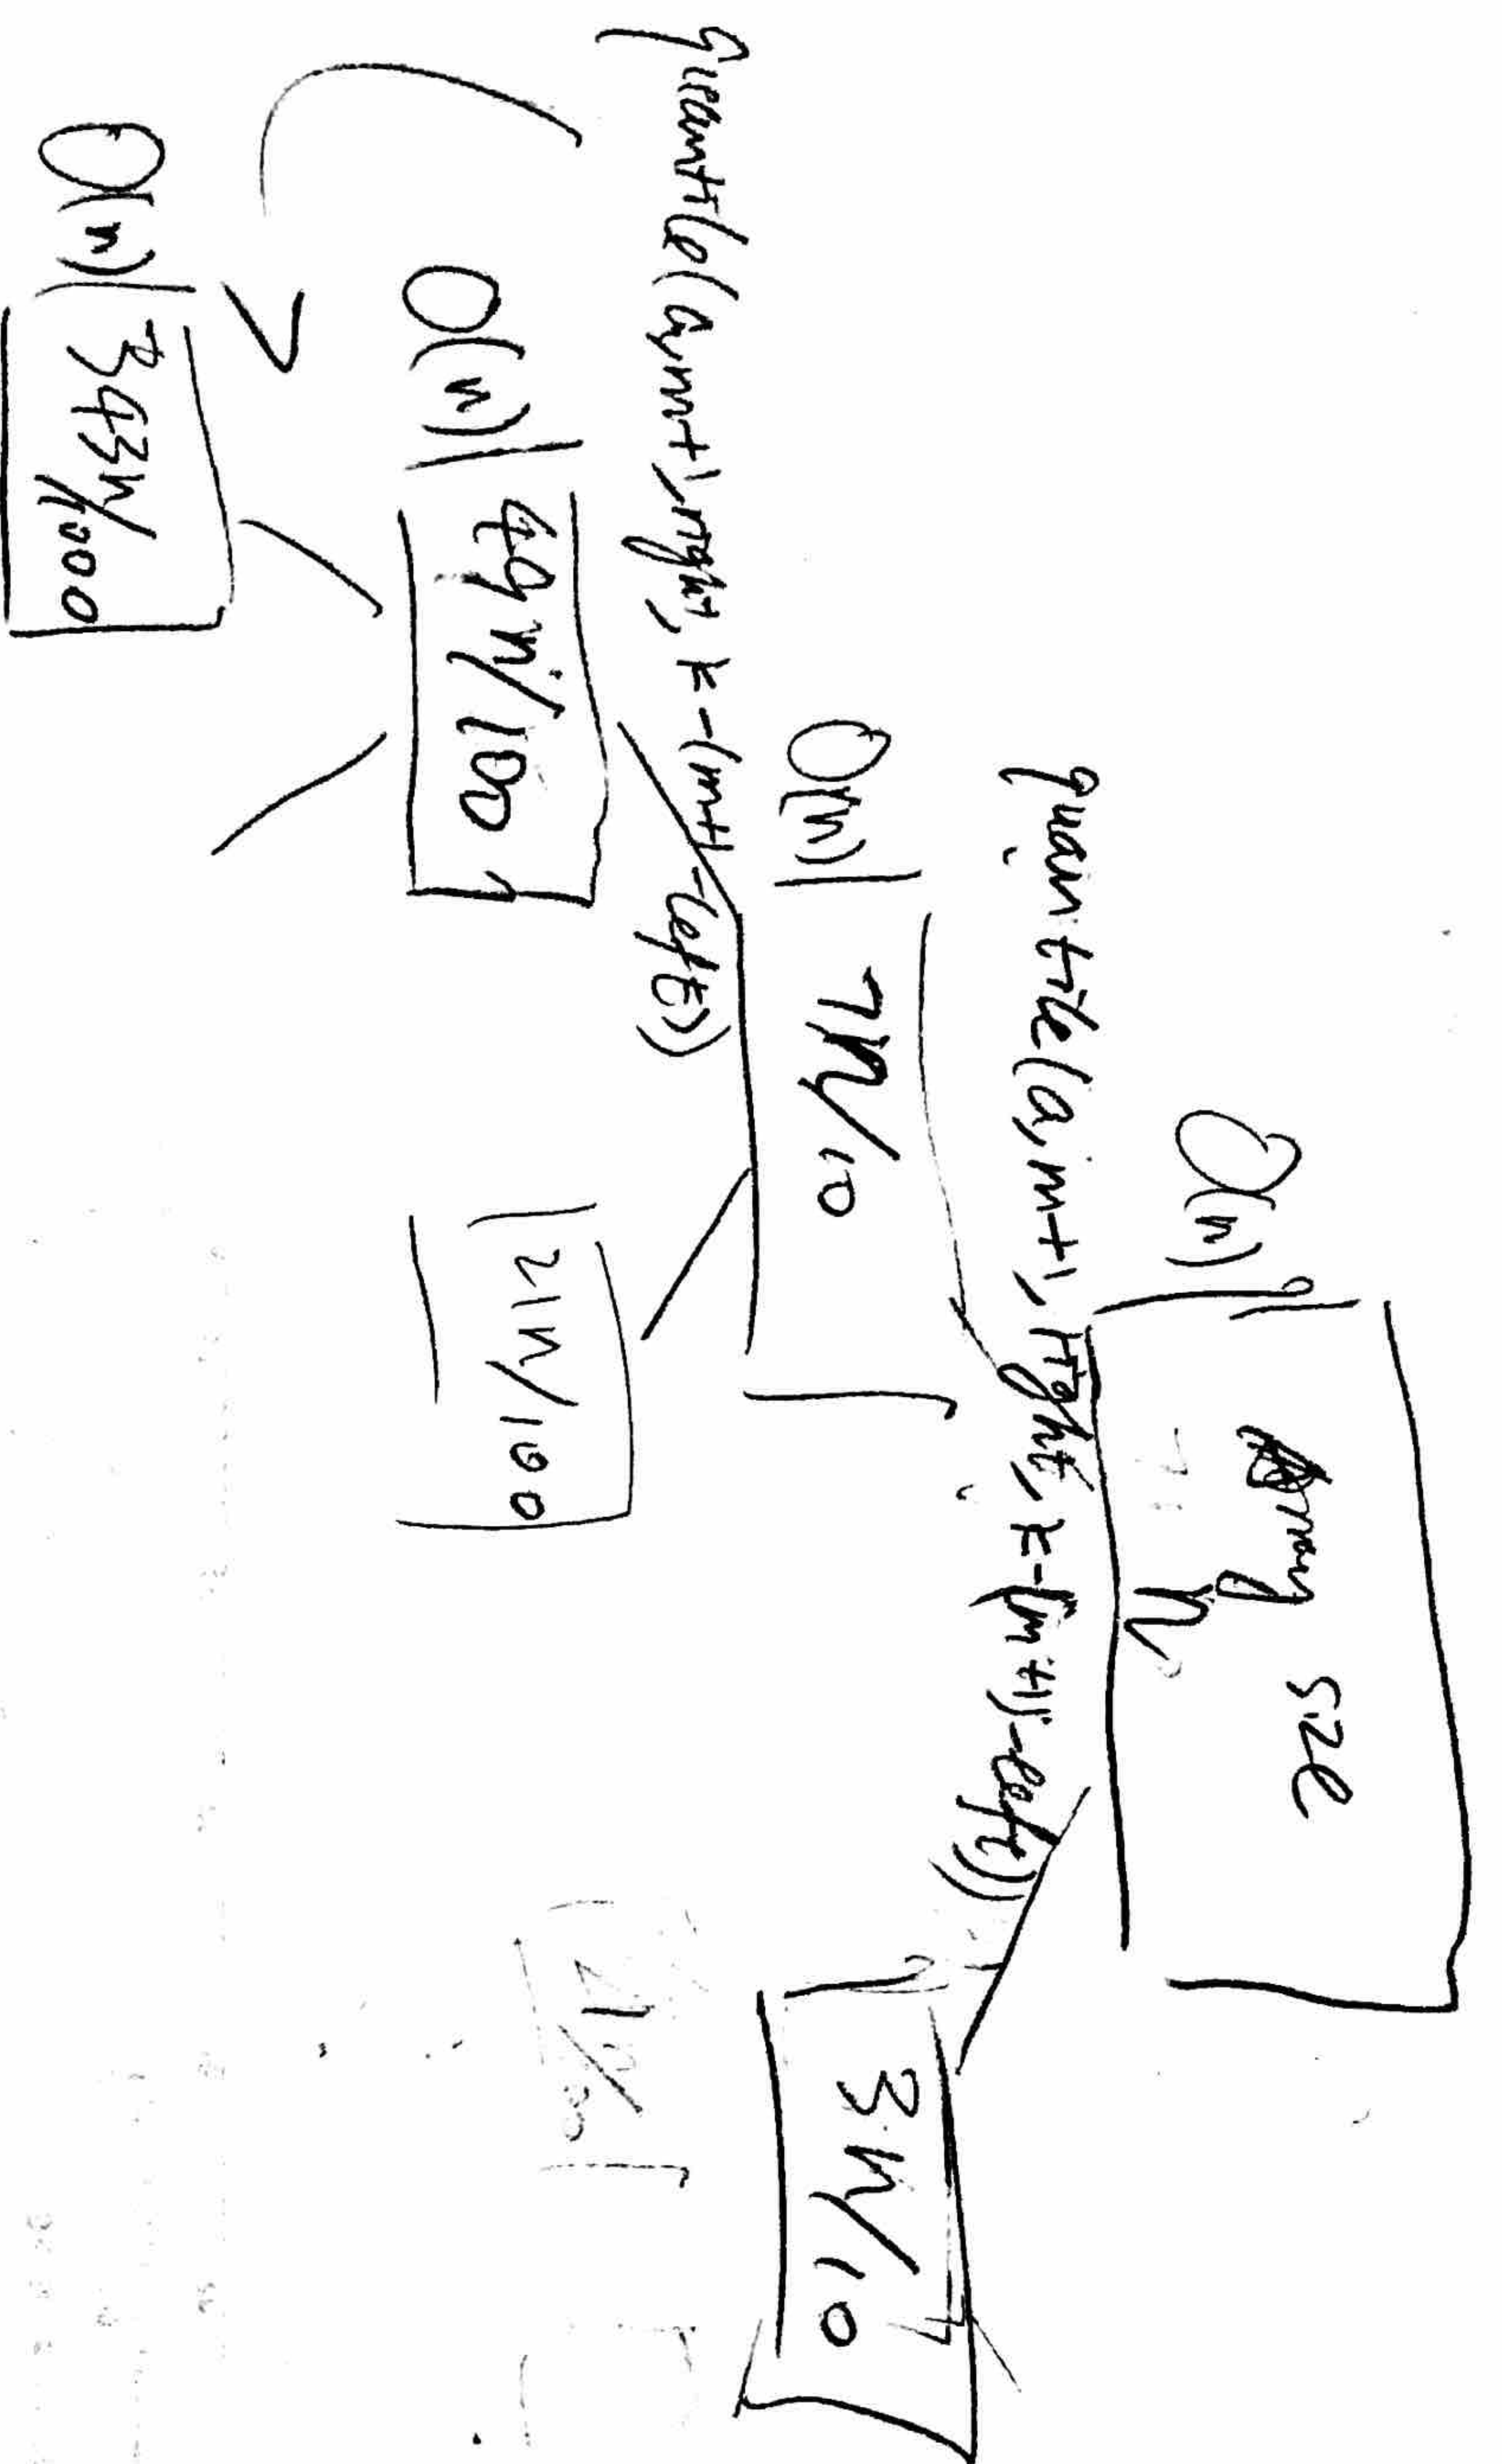 O(n)
array size
n
quantile(a, m+1, right, k-(m+1-left))
O(n)
7n/10
3n/10
quantile(a, m+1, right, k-(m+1-left))
O(n)
49n/100
21n/100
O(n)
343n/1000